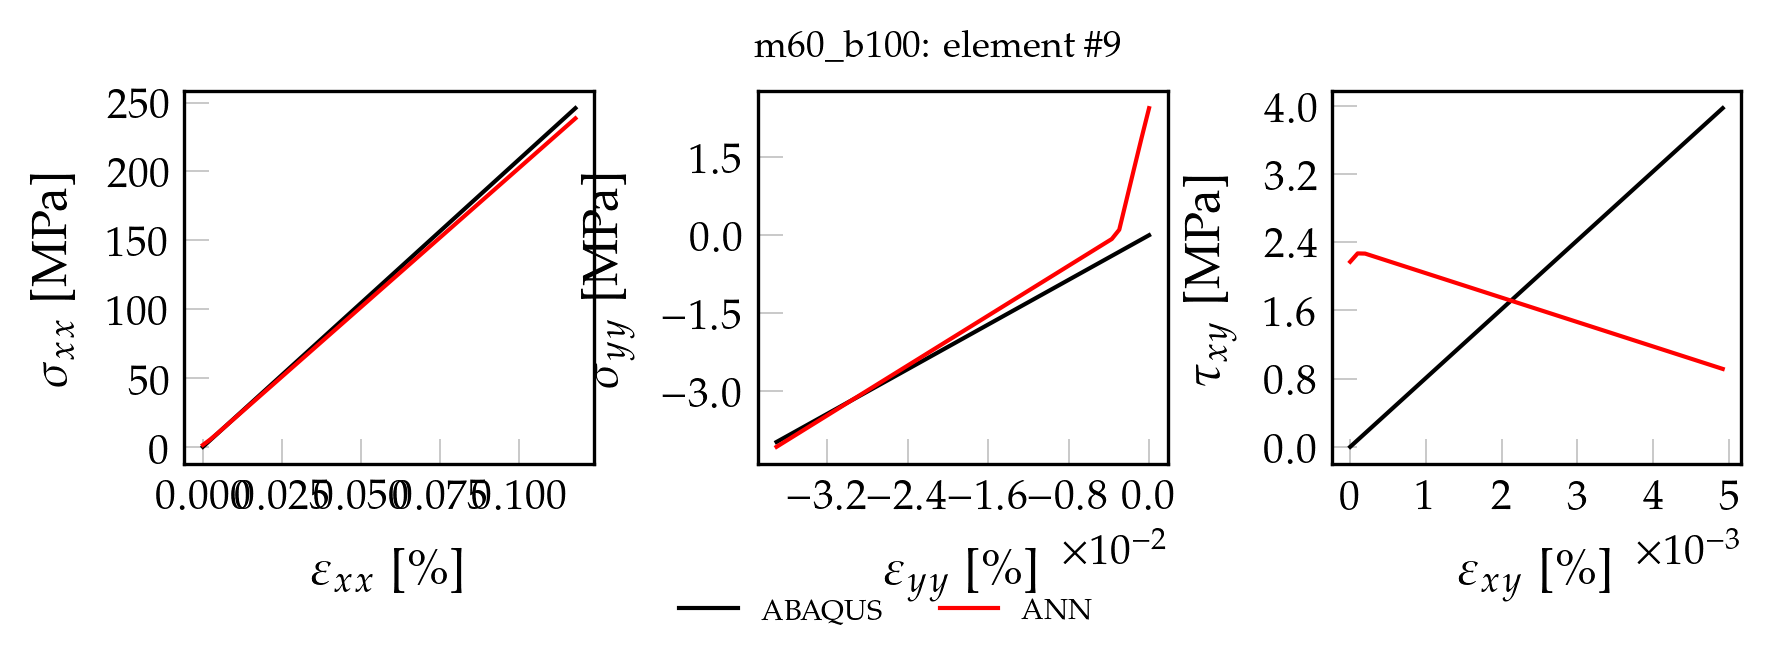 m60_b100: element #9
σxx [MPa]
250
200
150
100
50
0
0.000 0.025 0.050 0.075 0.100
εxx [%]
σyy [MPa]
1.5
0.0
−1.5
−3.0
−3.2 −2.4 −1.6 −0.8 0.0
×10−2
εyy [%]
τxy [MPa]
4.0
3.2
2.4
1.6
0.8
0.0
0 1 2 3 4 5
×10−3
εxy [%]
ABAQUS ANN